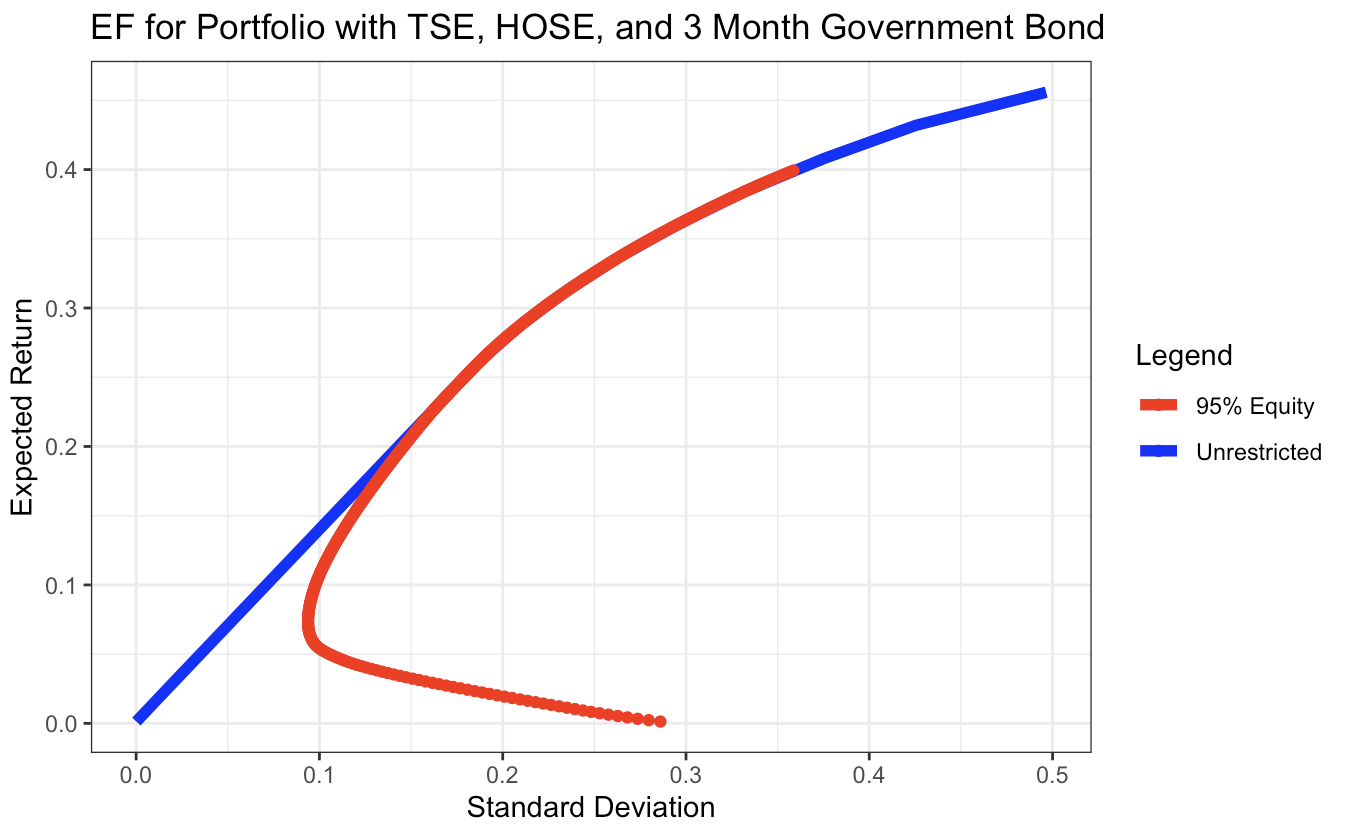 EF for Portfolio with TSE, HOSE, and 3 Month Government Bond
Expected Return
0.4
0.3
0.2
0.1
0.0
0.0 0.1 0.2 0.3 0.4 0.5
Standard Deviation
Legend
95% Equity
Unrestricted